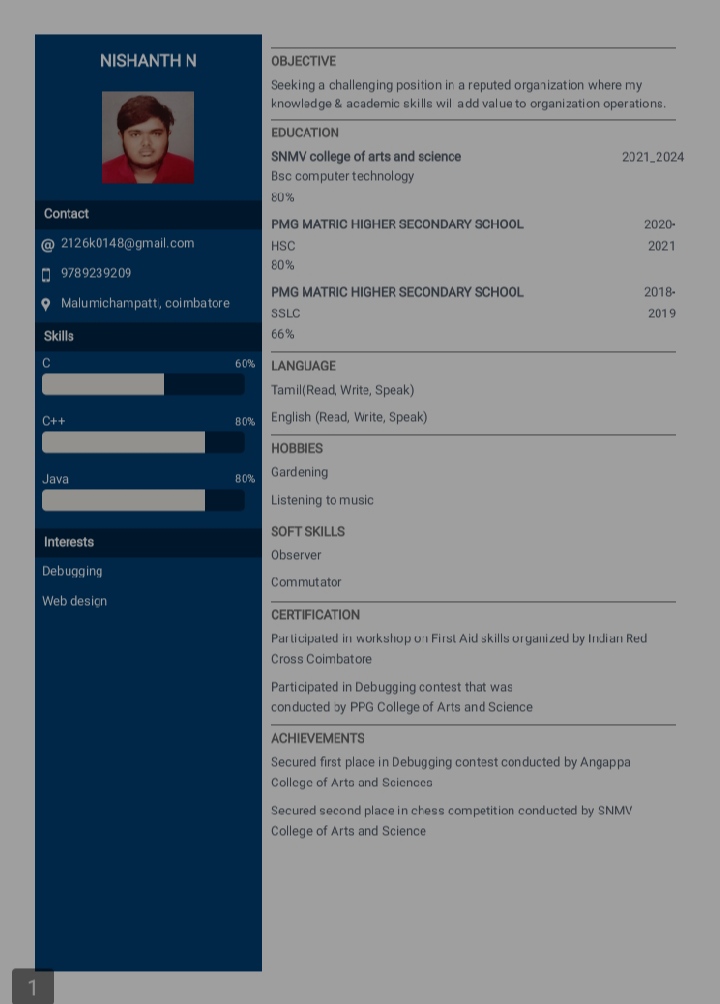 NISHANTH N
Contact
2126k0148@gmail.com
9789239209
Malumichampatt, coimbatore
Skills
C 60%
C++ 80%
Java 80%
Interests
Debugging
Web design
OBJECTIVE
Seeking a challenging position in a reputed organization where my
knowledge & academic skills will add value to organization operations.
EDUCATION
SNMV college of arts and science 2021_2024
Bsc computer technology
80%
PMG MATRIC HIGHER SECONDARY SCHOOL 2020-
HSC 2021
80%
PMG MATRIC HIGHER SECONDARY SCHOOL 2018-
SSLC 2019
66%
LANGUAGE
Tamil(Read, Write, Speak)
English (Read, Write, Speak)
HOBBIES
Gardening
Listening to music
SOFT SKILLS
Observer
Commutator
CERTIFICATION
Participated in workshop on First Aid skills organized by Indian Red
Cross Coimbatore
Participated in Debugging contest that was
conducted by PPG College of Arts and Science
ACHIEVEMENTS
Secured first place in Debugging contest conducted by Angappa
College of Arts and Sciences
Secured second place in chess competition conducted by SNMV
College of Arts and Science
1